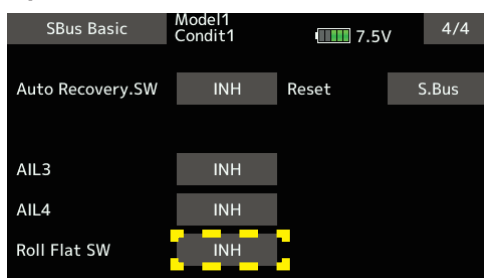 SBus Basic
Model1
Condit1
7.5V
4/4
Auto Recovery.SW INH Reset S.Bus
AIL3 INH
AIL4 INH
Roll Flat SW INH